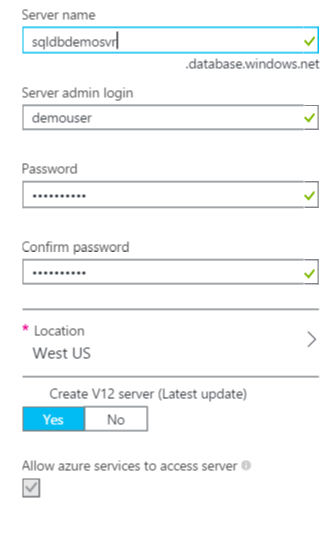 Server name
sqldbdemosvr
.database.windows.net
Server admin login
demouser
Password
••••••••••
Confirm password
••••••••••
* Location
West US
Create V12 server (Latest update)
Yes No
Allow azure services to access server